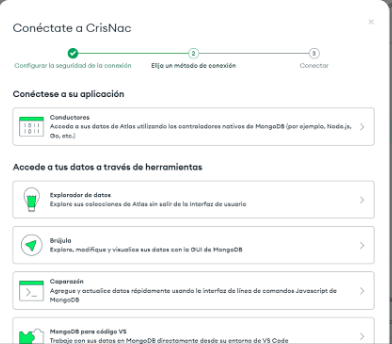 Conéctate a CrisNac
×
2
3
Configurar la seguridad de la conexión
Elija un método de conexión
Conectar
Conéctese a su aplicación
Conductores
Acceda a sus datos de Atlas utilizando los controladores nativos de MongoDB (por ejemplo, Node.js,
Go, etc.)
Accede a tus datos a través de herramientas
Explorador de datos
Explore sus colecciones de Atlas sin salir de la interfaz de usuario
Brújula
Explore, modifique y visualice sus datos con la GUI de MongoDB
Caparazón
Agregue y actualice datos rápidamente usando la interfaz de línea de comandos Javascript de
MongoDB
MongoDB para código VS
Trabaje con sus datos en MongoDB directamente desde su entorno de VS Code